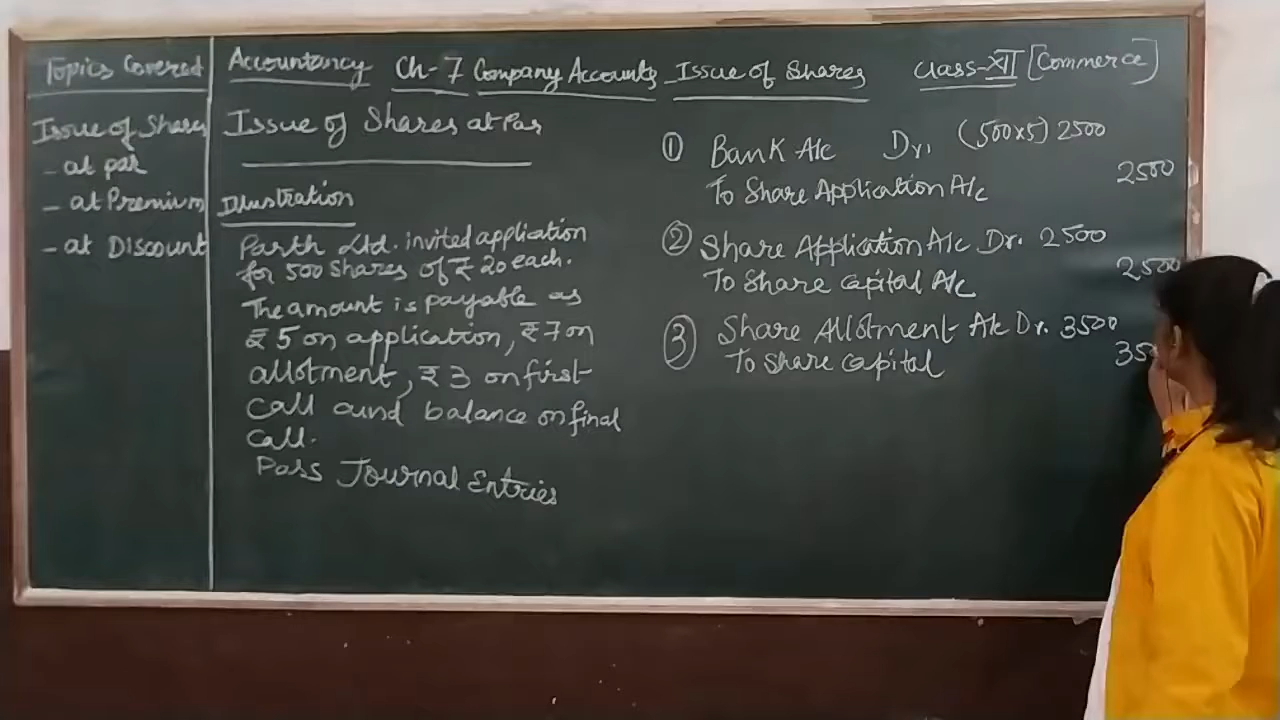 Topics Covered
Accountancy Ch-7 Company Accounts Issue of Shares Class-XII [Commerce]
Issue of Shares
- at par
- at Premium
- at Discount
Issue of Shares at Par
Illustration
Parth Ltd. invited application
for 500 shares of ₹ 20 each.
The amount is payable as
₹ 5 on application, ₹ 7 on
allotment, ₹ 3 on first
call and balance on final
call.
Pass Journal Entries
① Bank A/c Dr. (500x5) 2500
To Share Application A/c 2500
② Share Application A/c Dr. 2500
To Share Capital A/c 2500
③ Share Allotment A/c Dr. 3500
To Share Capital